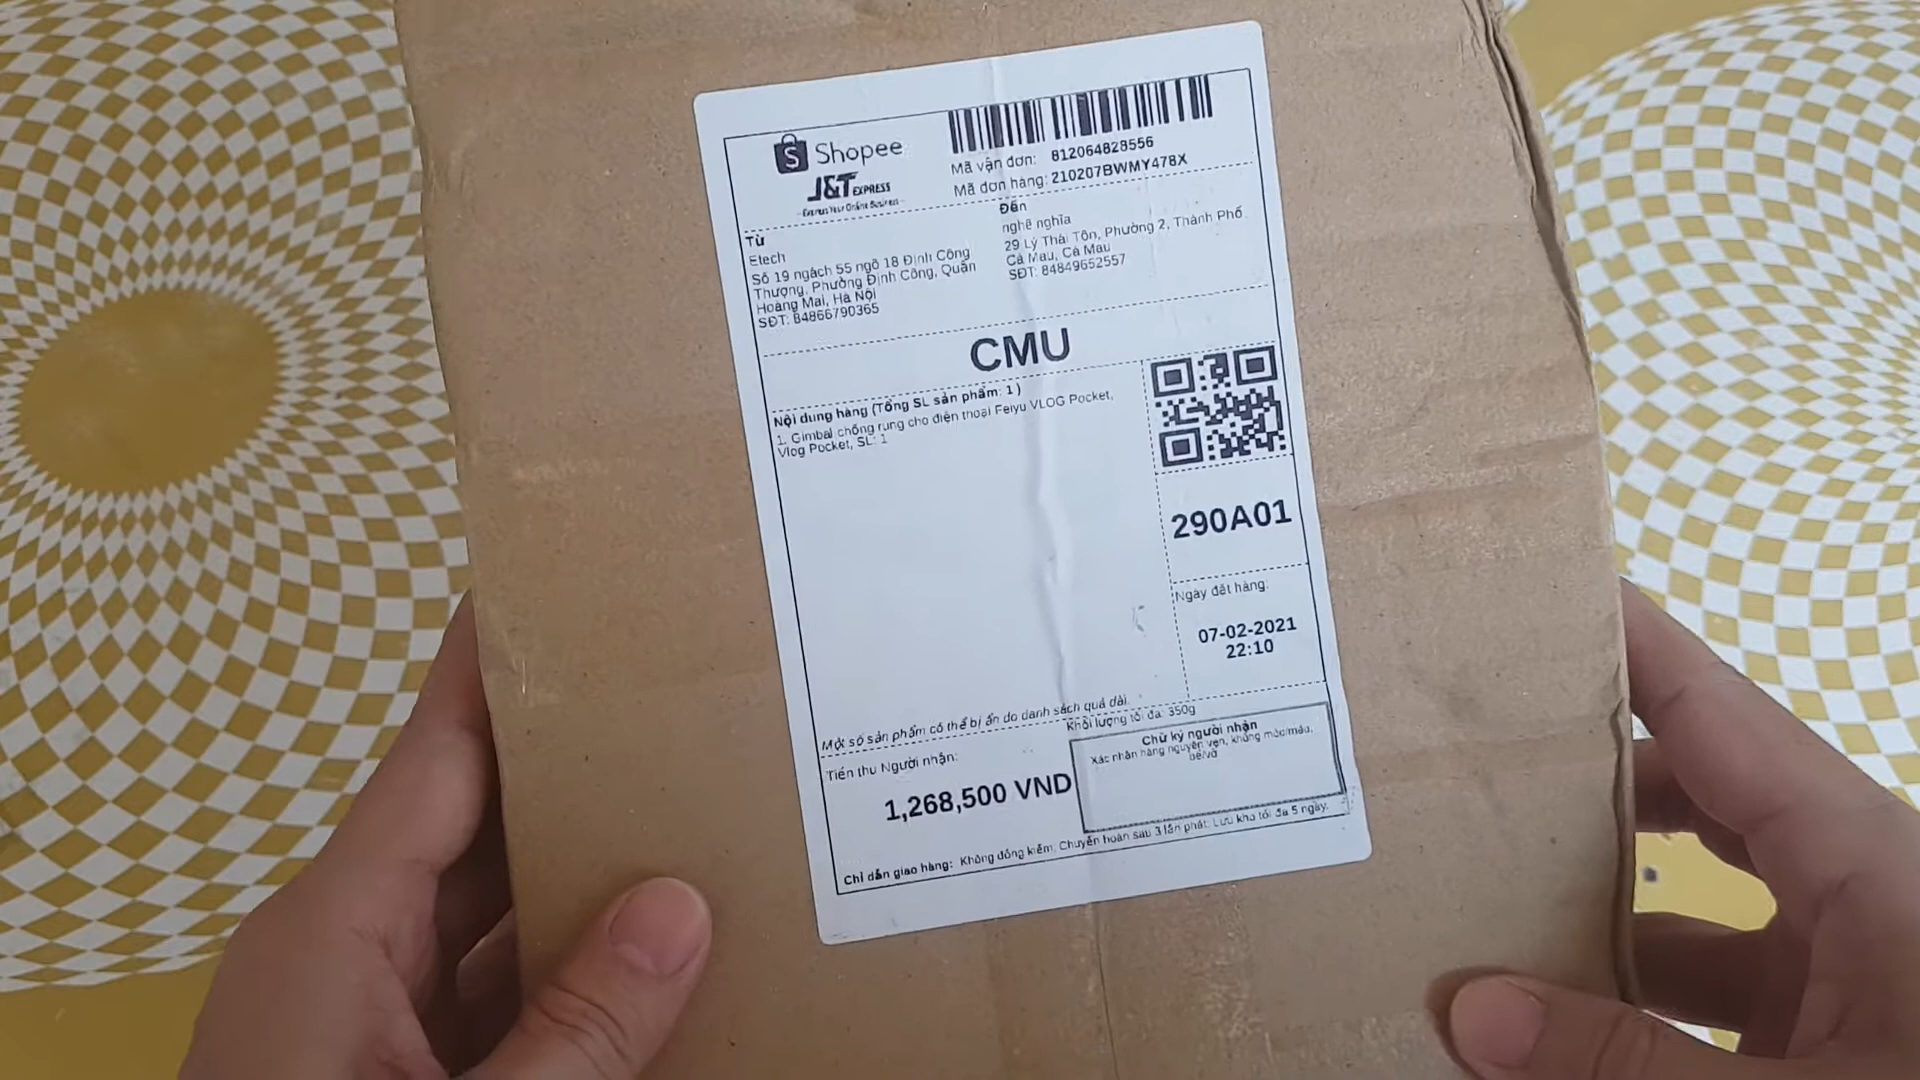 Shopee
J&T EXPRESS
Express Your Online Business
Mã vận đơn: 812064828556
Mã đơn hàng: 210207BWMY478X
Từ
Etech
Số 19 ngách 55 ngõ 18 Định Công
Thượng, Phường Định Công, Quận
Hoàng Mai, Hà Nội
SĐT: 84866790365
Đến
nghê nghĩa
29 Lý Thái Tôn, Phường 2, Thành Phố
Cà Mau, Cà Mau
SĐT: 84849652557
CMU
Nội dung hàng (Tổng SL sản phẩm: 1)
1. Gimbal chống rung cho điện thoại Feiyu VLOG Pocket,
Vlog Pocket, SL: 1
290A01
Ngày đặt hàng:
07-02-2021
22:10
Một số sản phẩm có thể bị ẩn do danh sách quá dài.
Khối lượng tối đa: 350g
Tiền thu Người nhận:
1,268,500 VND
Chữ ký người nhận
Xác nhận hàng nguyên vẹn, không móp/méo,
bể/vỡ
Chỉ dẫn giao hàng: Không đồng kiểm, Chuyển hoàn sau 3 lần phát: Lưu kho tối đa 5 ngày.